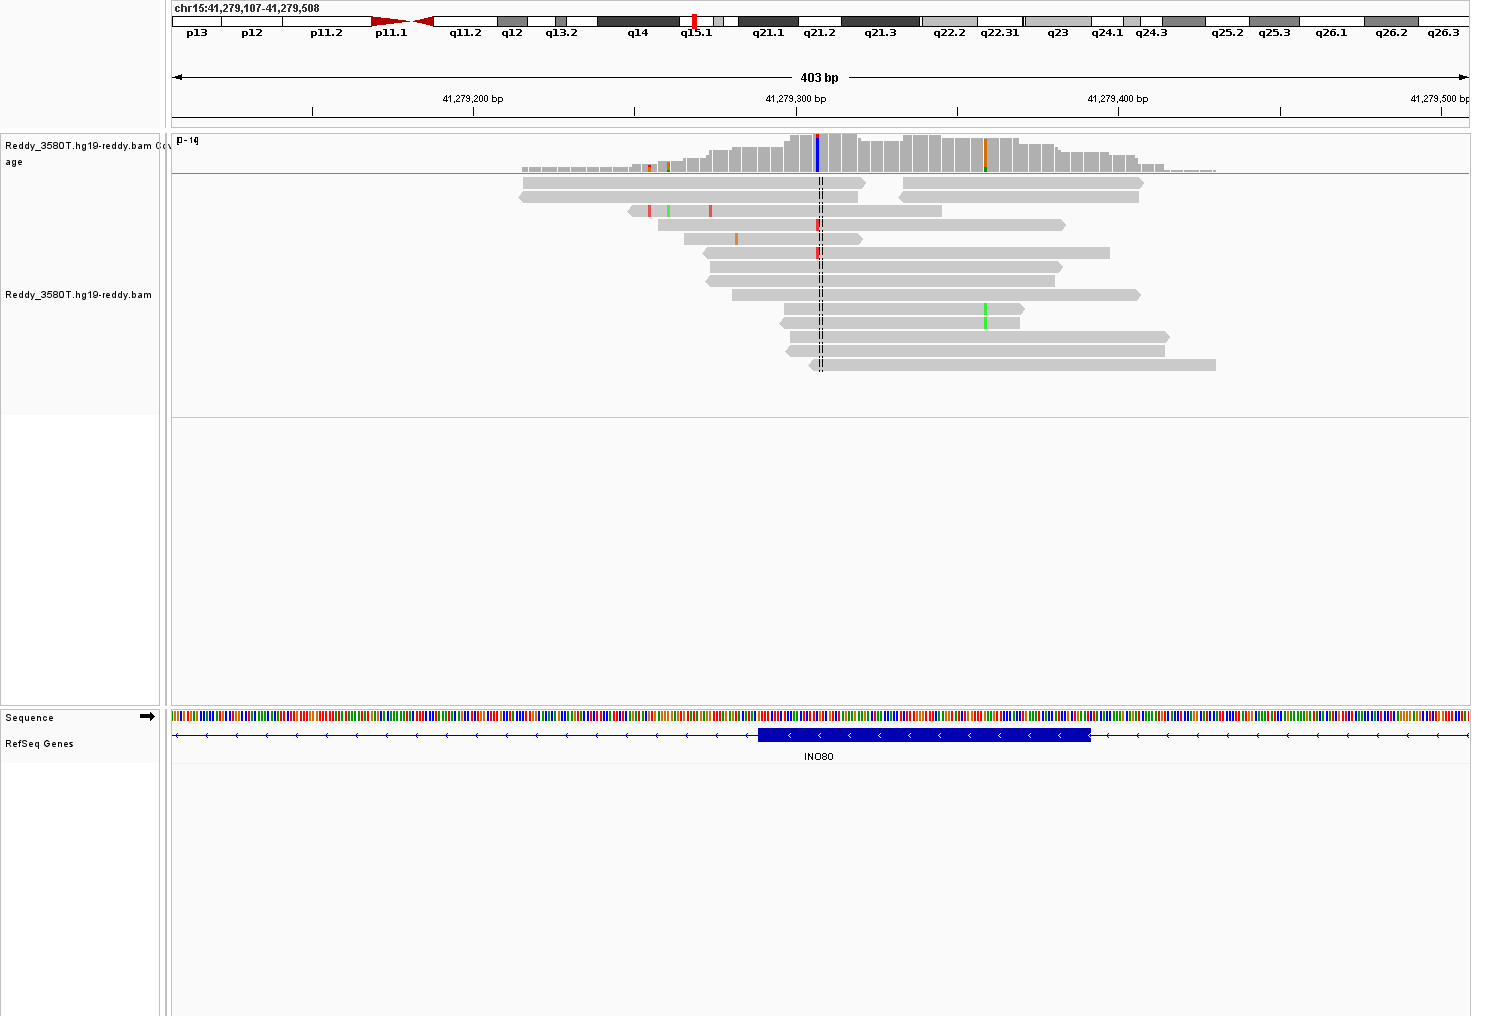 chr15:41,279,107-41,279,508
p13 p12 p11.2 p11.1 q11.2 q12 q13.2 q14 q15.1 q21.1 q21.2 q21.3 q22.2 q22.31 q23 q24.1 q24.3 q25.2 q25.3 q26.1 q26.2 q26.3
403 bp
41,279,200 bp 41,279,300 bp 41,279,400 bp 41,279,500 bp
Reddy_3580T.hg19-reddy.bam Cov
age
[0 - 14]
Reddy_3580T.hg19-reddy.bam
Sequence
RefSeq Genes
INO80